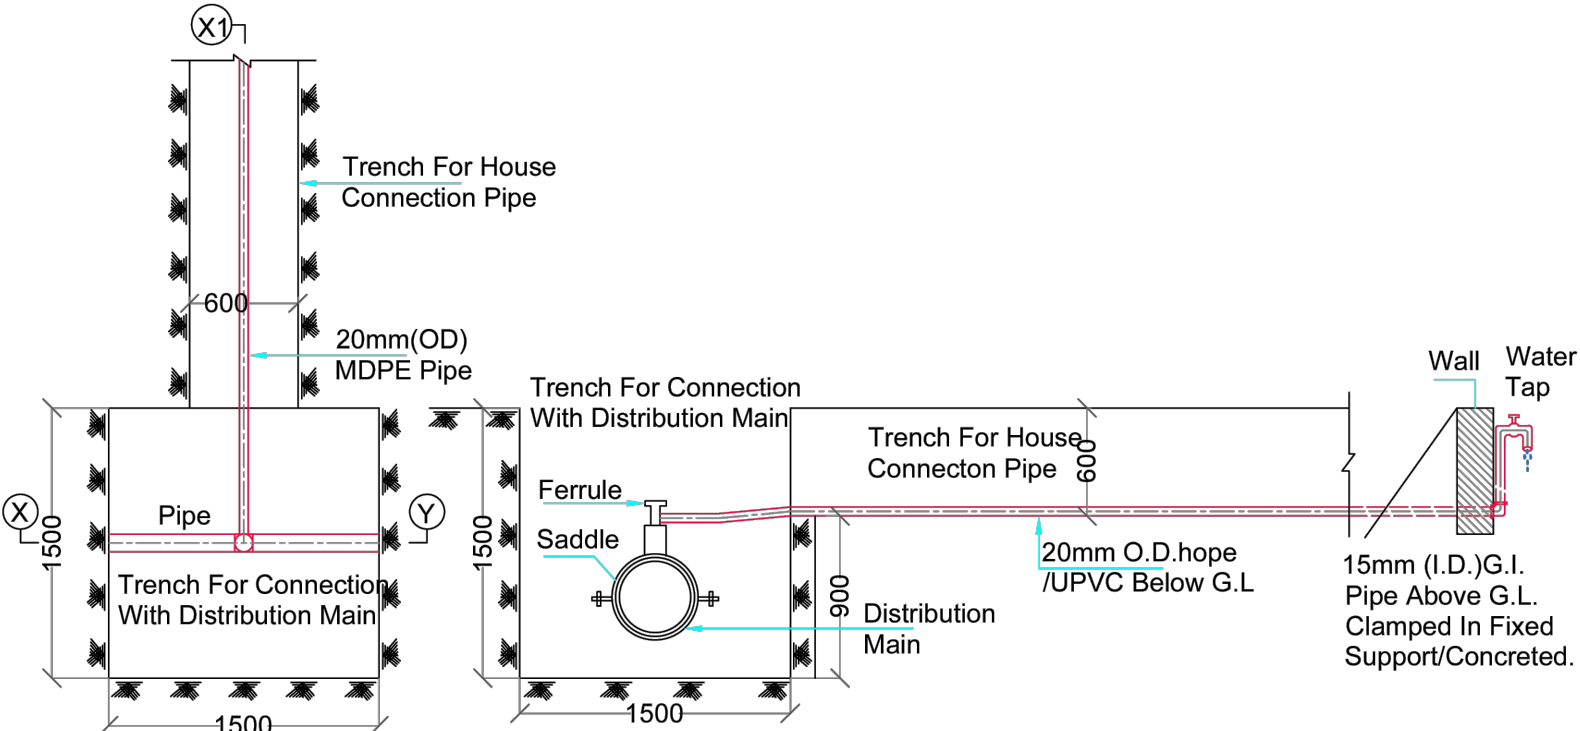 X1
Trench For House
Connection Pipe
600
20mm(OD)
MDPE Pipe
X
Pipe
Y
1500
Trench For Connection
With Distribution Main
1500
Trench For Connection
With Distribution Main
Trench For House
Connecton Pipe
600
Ferrule
Saddle
1500
900
20mm O.D.hope
/UPVC Below G.L
Distribution
Main
1500
Wall
Water
Tap
15mm (I.D.)G.I.
Pipe Above G.L.
Clamped In Fixed
Support/Concreted.